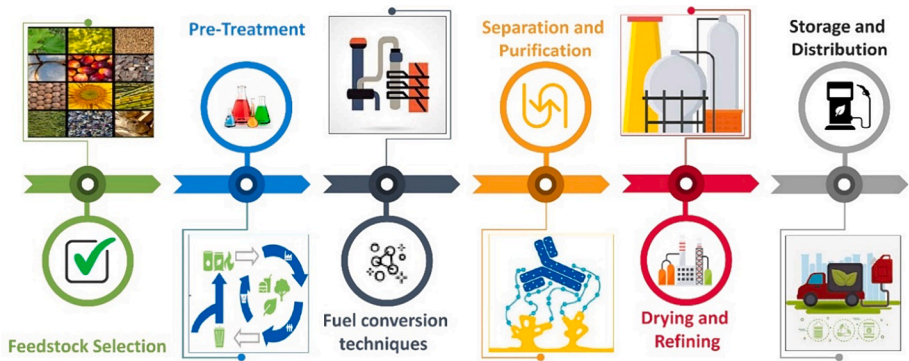 Feedstock Selection
Pre-Treatment
Fuel conversion
techniques
Separation and
Purification
Drying and
Refining
Storage and
Distribution